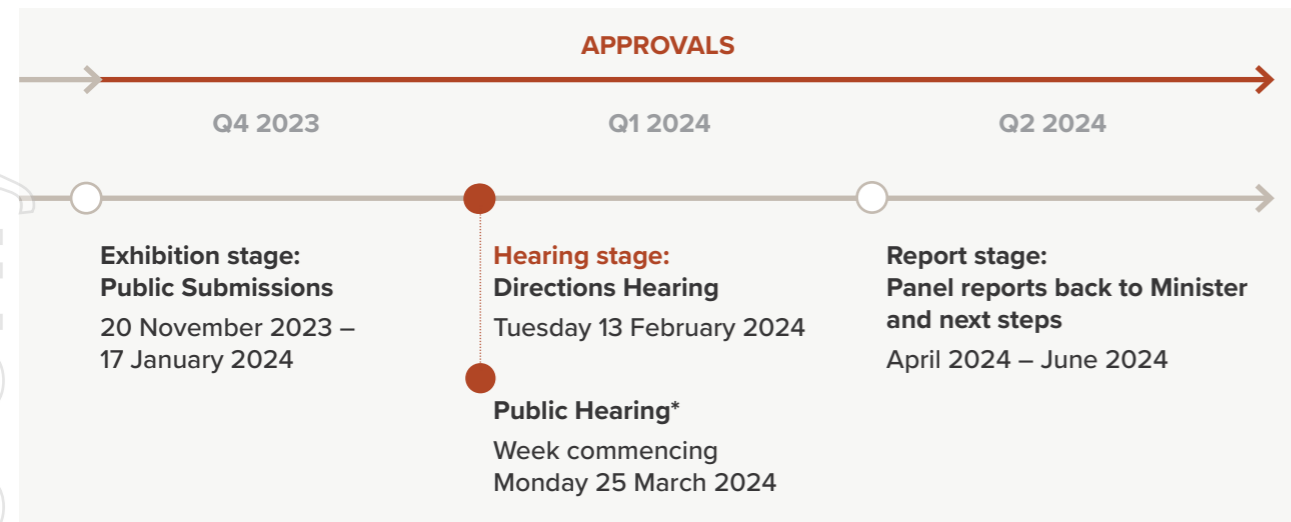 APPROVALS
Q4 2023
Q1 2024
Q2 2024
Exhibition stage:
Public Submissions
20 November 2023 –
17 January 2024
Hearing stage:
Directions Hearing
Tuesday 13 February 2024
Public Hearing*
Week commencing
Monday 25 March 2024
Report stage:
Panel reports back to Minister
and next steps
April 2024 – June 2024